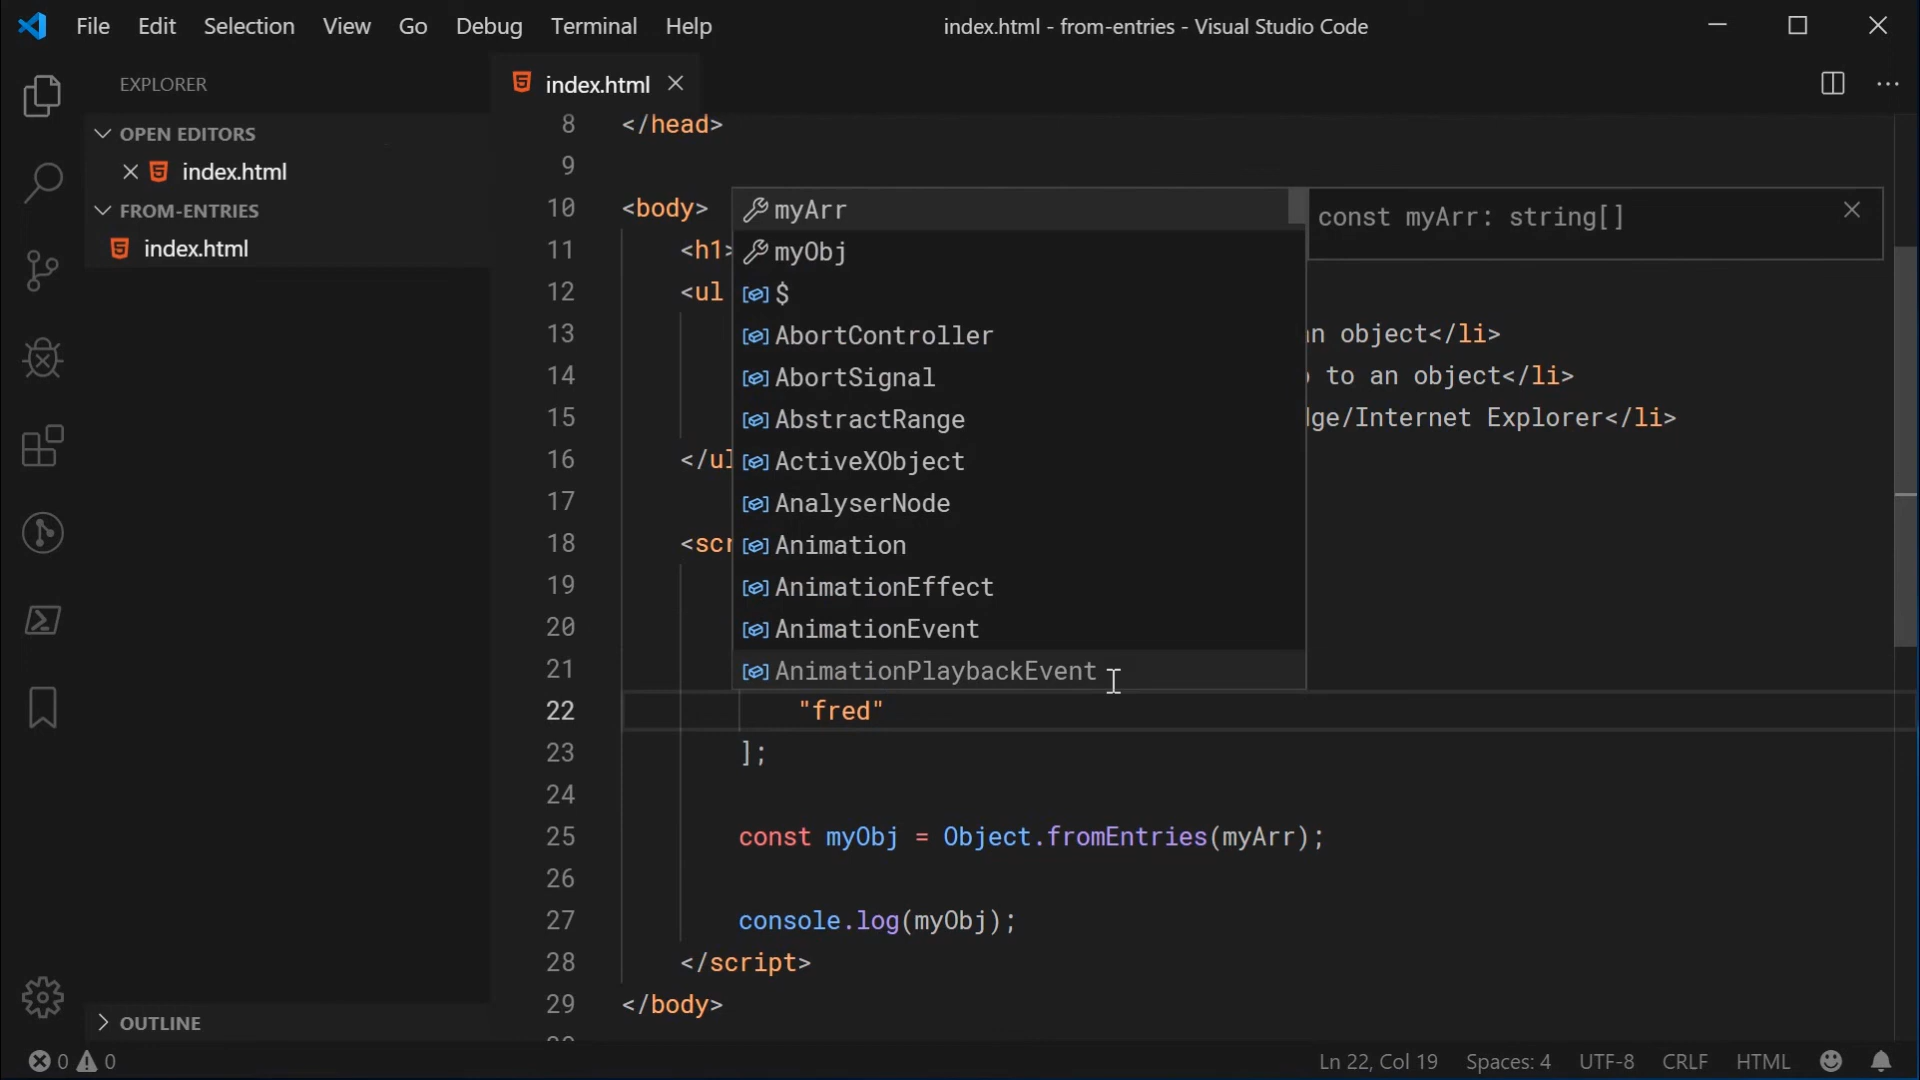 File Edit Selection View Go Debug Terminal Help
index.html - from-entries - Visual Studio Code
EXPLORER
OPEN EDITORS
index.html
FROM-ENTRIES
index.html
OUTLINE
index.html
8 </head>
9
10 <body>
11 <h1>
12 <ul
13 n object</li>
14 to an object</li>
15 dge/Internet Explorer</li>
16 </ul
17
18 <scr
19
20
21
22 "fred"
23 ];
24
25 const myObj = Object.fromEntries(myArr);
26
27 console.log(myObj);
28 </script>
29 </body>
myArr
myObj
$
AbortController
AbortSignal
AbstractRange
ActiveXObject
AnalyserNode
Animation
AnimationEffect
AnimationEvent
AnimationPlaybackEvent
const myArr: string[]
0 0
Ln 22, Col 19 Spaces: 4 UTF-8 CRLF HTML